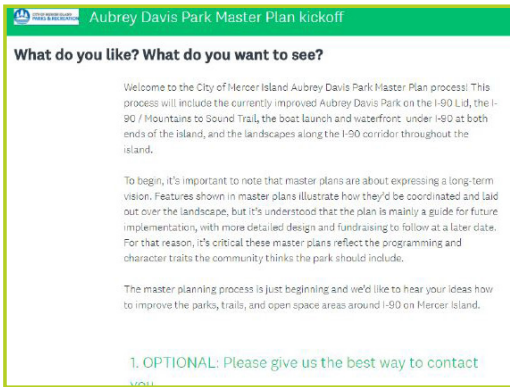 CITY OF MERCER ISLAND
PARKS & RECREATION
Aubrey Davis Park Master Plan kickoff
What do you like? What do you want to see?
Welcome to the City of Mercer Island Aubrey Davis Park Master Plan process! This
process will include the currently improved Aubrey Davis Park on the I-90 Lid, the I-
90 / Mountains to Sound Trail, the boat launch and waterfront under I-90 at both
ends of the island, and the landscapes along the I-90 corridor throughout the
island.
To begin, it's important to note that master plans are about expressing a long-term
vision. Features shown in master plans illustrate how they'd be coordinated and laid
out over the landscape, but it's understood that the plan is mainly a guide for future
implementation, with more detailed design and fundraising to follow at a later date.
For that reason, it's critical these master plans reflect the programming and
character traits the community thinks the park should include.
The master planning process is just beginning and we'd like to hear your ideas how
to improve the parks, trails, and open space areas around I-90 on Mercer Island.
1. OPTIONAL: Please give us the best way to contact
you